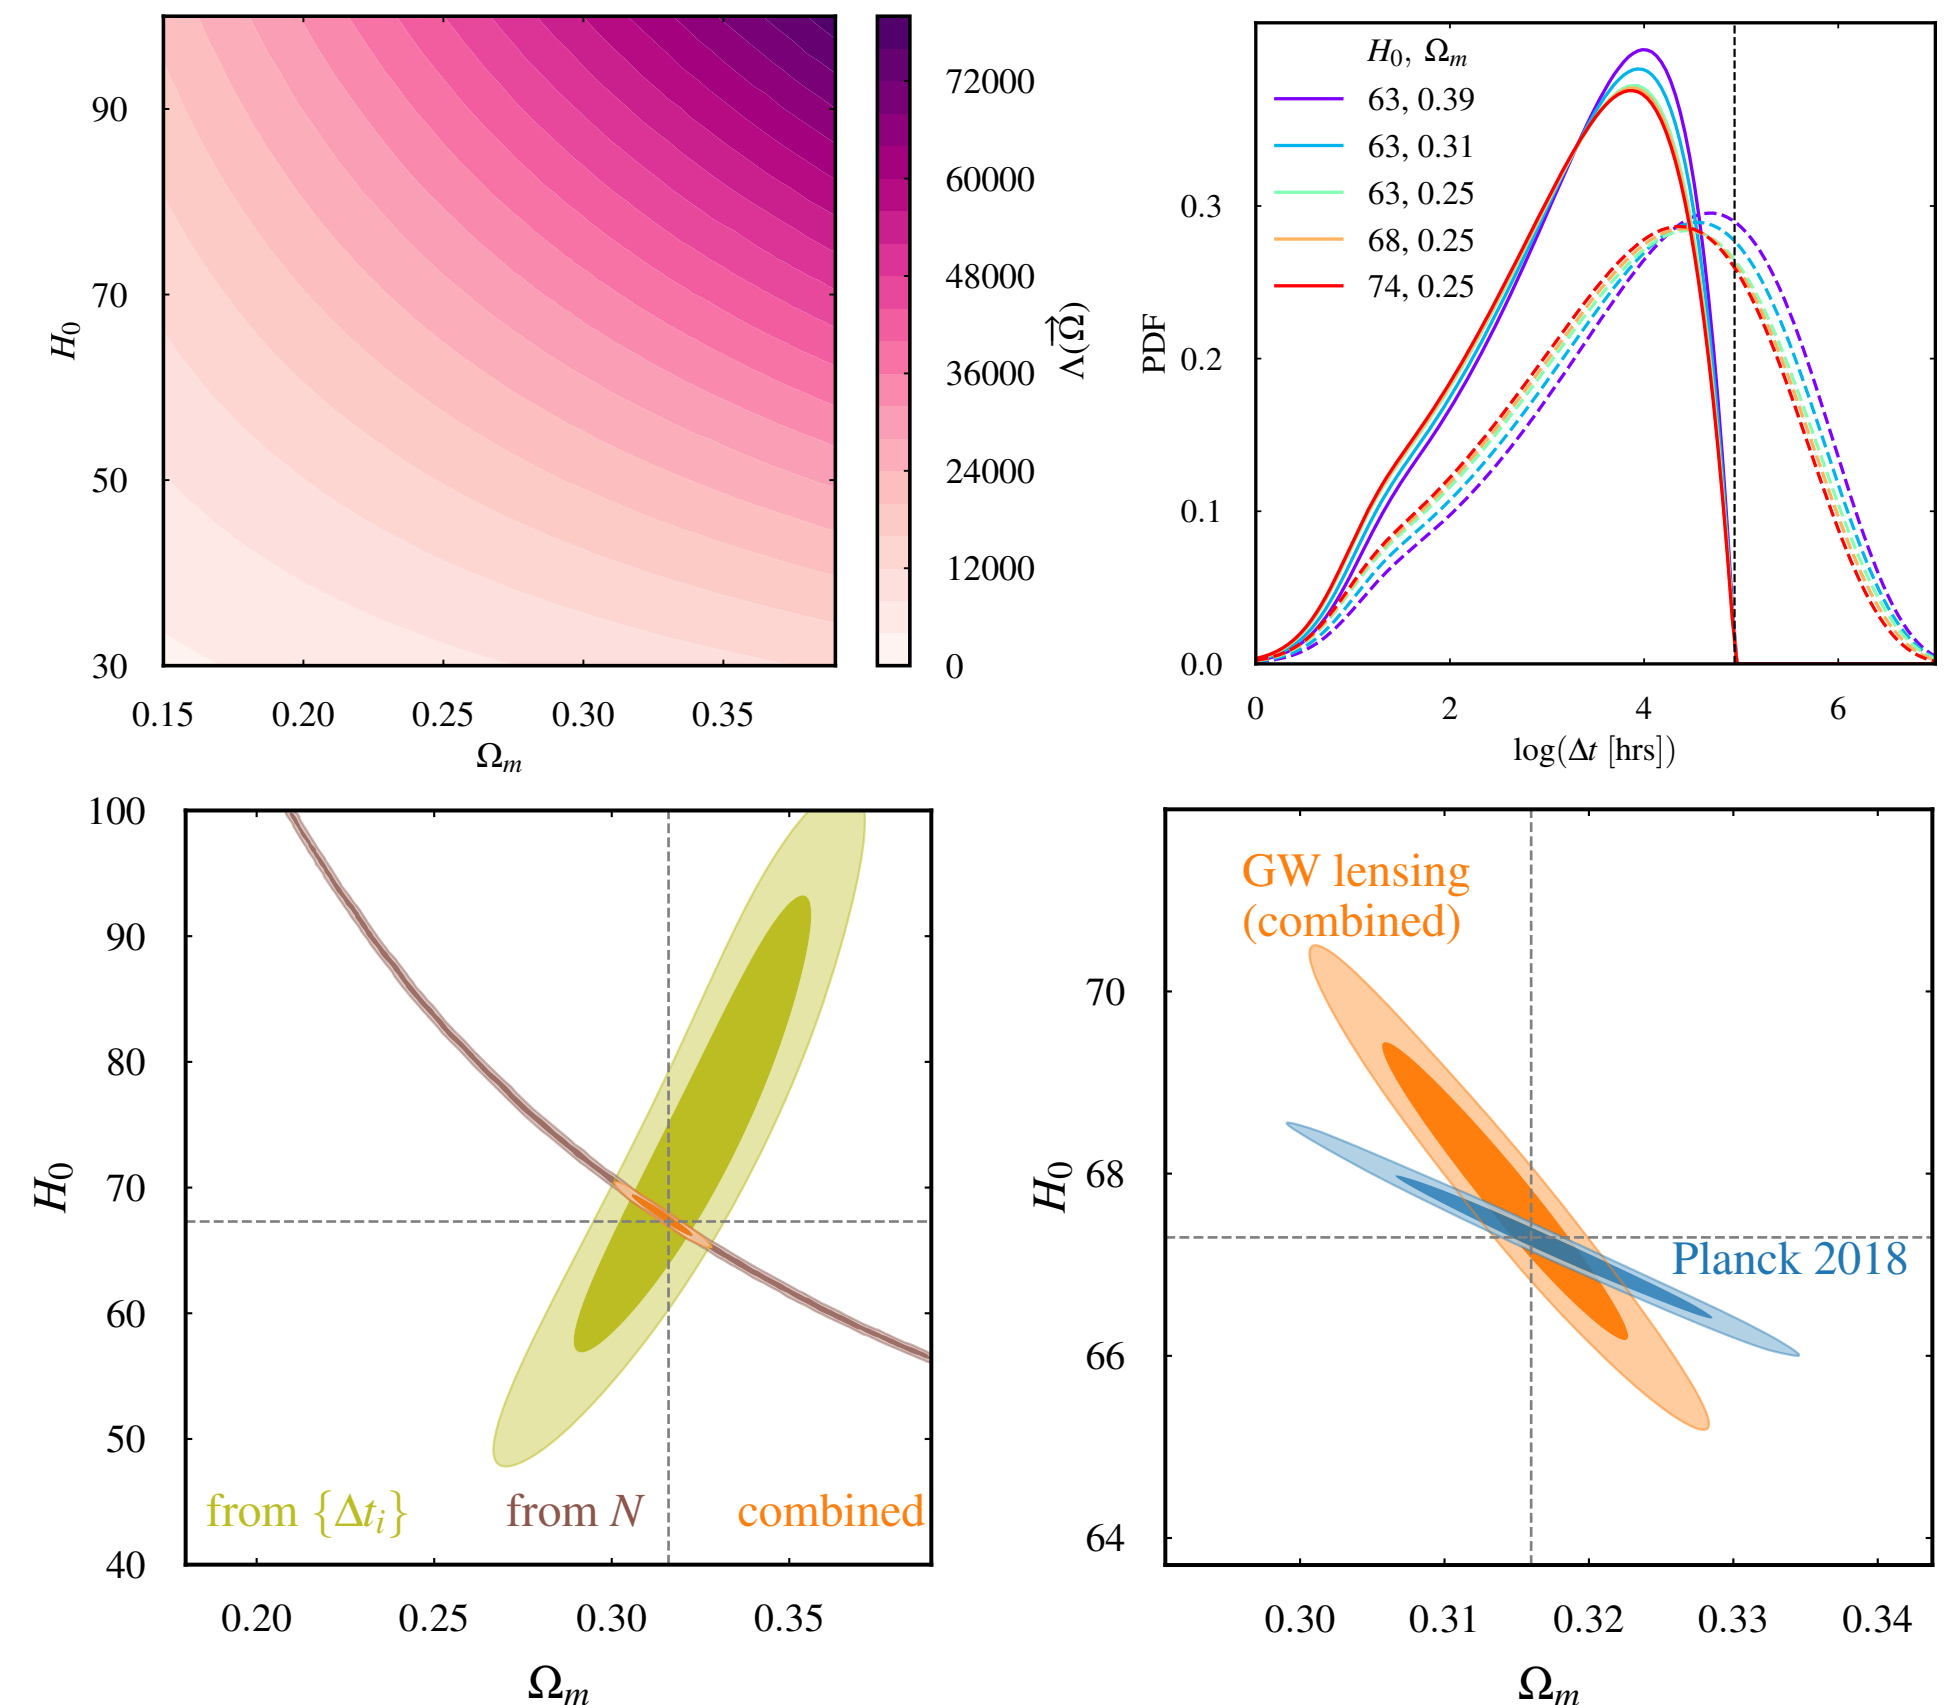 90
70
50
30
H₀
0.15 0.20 0.25 0.30 0.35
Ωₘ
72000
60000
48000
36000
24000
12000
0
Λ(Ω⃗)
H₀, Ωₘ
63, 0.39
63, 0.31
63, 0.25
68, 0.25
74, 0.25
0.3
0.2
0.1
0.0
PDF
0 2 4 6
log(Δt [hrs])
100
90
80
70
60
50
40
H₀
from {Δtᵢ} from N combined
0.20 0.25 0.30 0.35
Ωₘ
GW lensing
(combined)
Planck 2018
70
68
66
64
H₀
0.30 0.31 0.32 0.33 0.34
Ωₘ